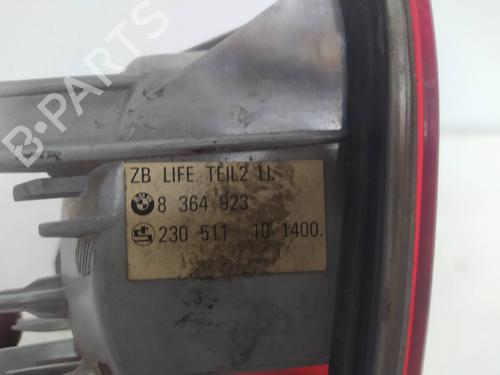 B-PARTS
ZB LIFE TEIL2 LI.
8 364 923
230 511 10 1400.